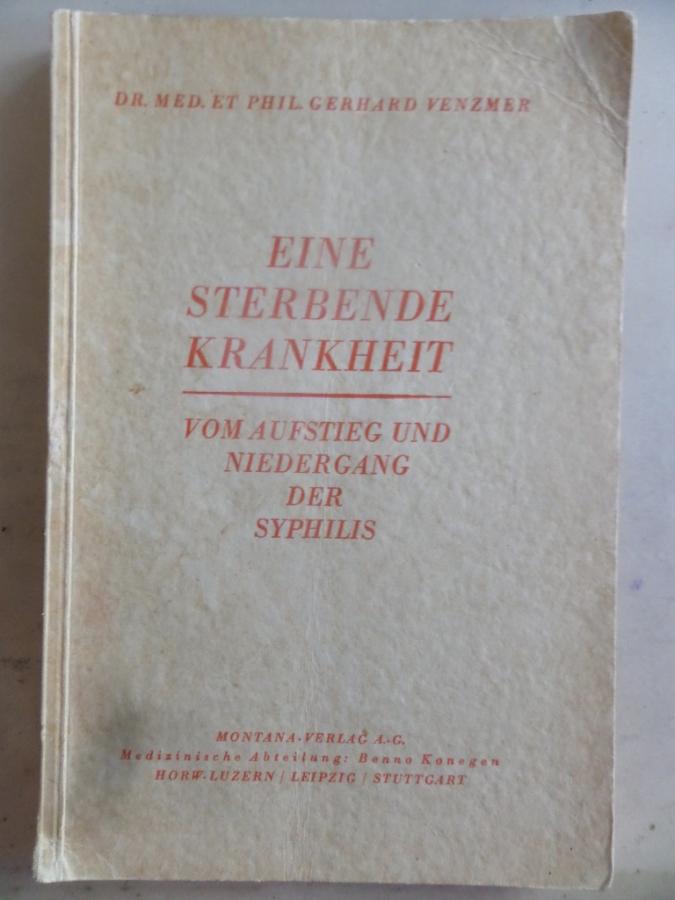 DR. MED. ET PHIL. GERHARD VENZMER
EINE
STERBENDE
KRANKHEIT
VOM AUFSTIEG UND
NIEDERGANG
DER
SYPHILIS
MONTANA-VERLAG A.-G.
Medizinische Abteilung: Benno Konegen
HORW-LUZERN / LEIPZIG / STUTTGART